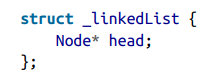 struct _linkedList {
    Node* head;
};